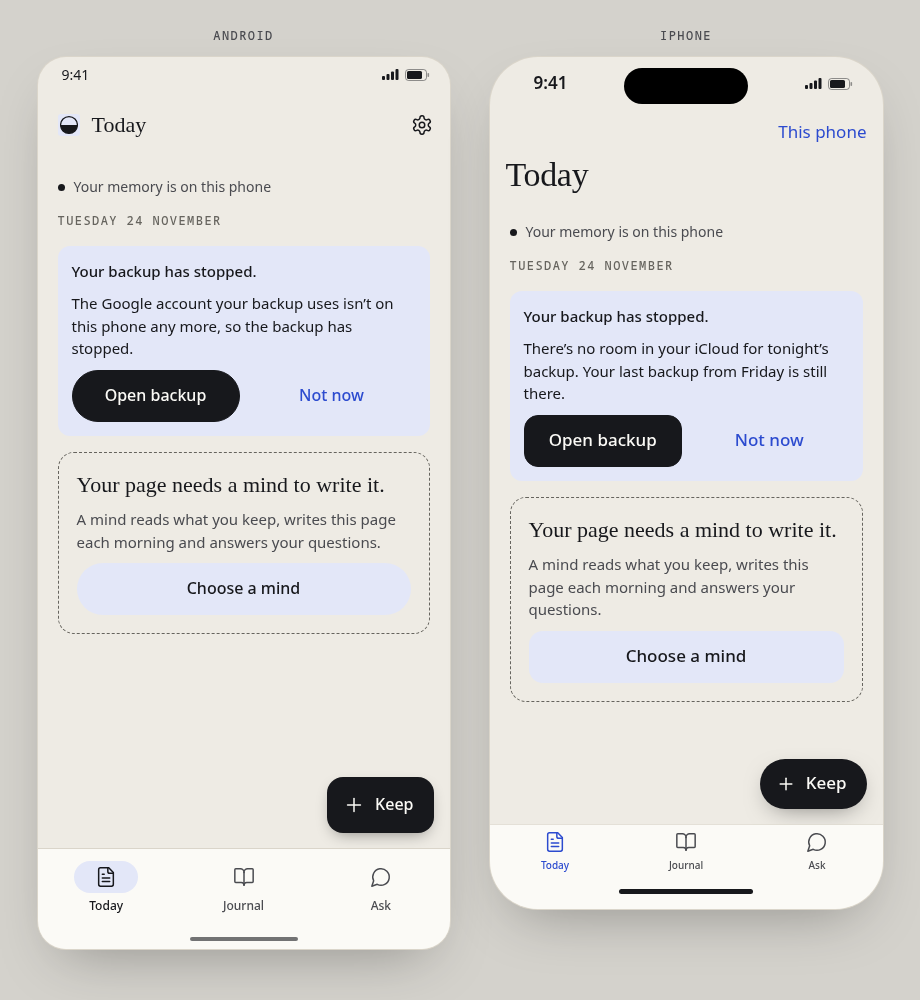 ANDROID
9:41
Today
Your memory is on this phone
TUESDAY 24 NOVEMBER
Your backup has stopped.
The Google account your backup uses isn’t on
this phone any more, so the backup has
stopped.
Open backup
Not now
Your page needs a mind to write it.
A mind reads what you keep, writes this page
each morning and answers your questions.
Choose a mind
Keep
Today
Journal
Ask
IPHONE
9:41
This phone
Today
Your memory is on this phone
TUESDAY 24 NOVEMBER
Your backup has stopped.
There’s no room in your iCloud for tonight’s
backup. Your last backup from Friday is still
there.
Open backup
Not now
Your page needs a mind to write it.
A mind reads what you keep, writes this
page each morning and answers your
questions.
Choose a mind
Keep
Today
Journal
Ask